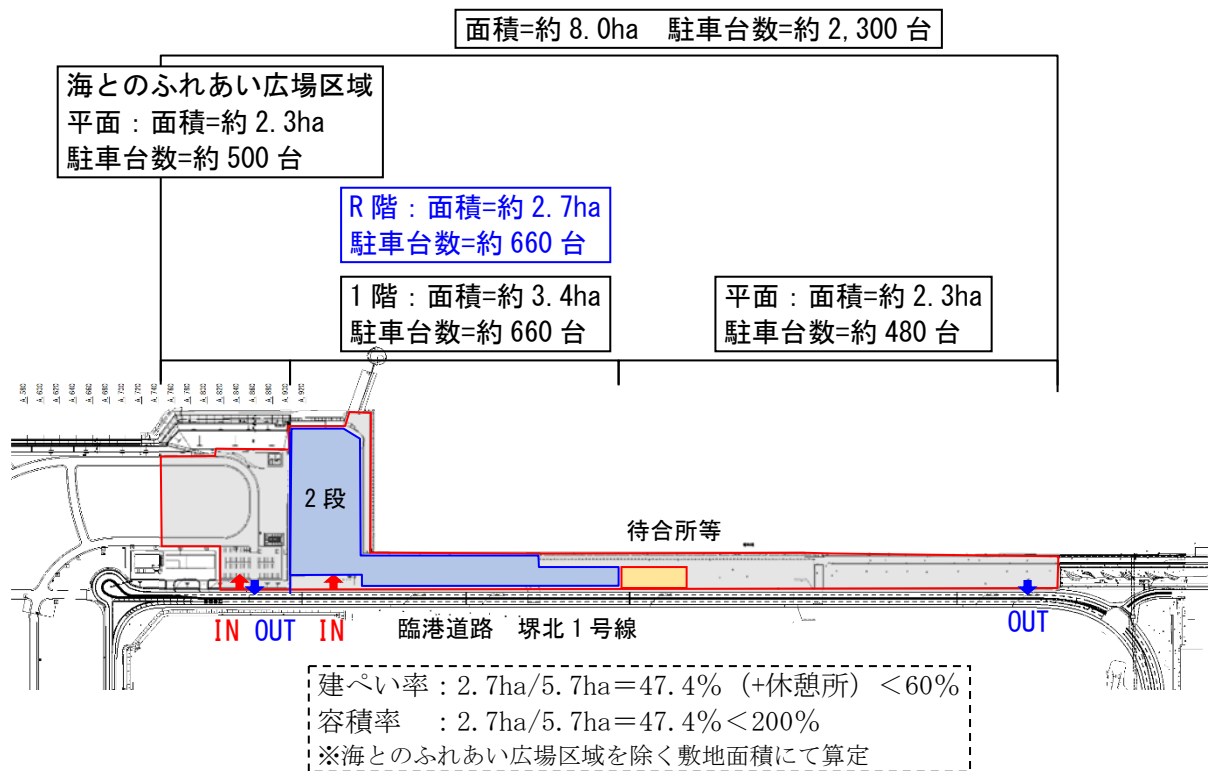 面積=約 8.0ha 駐車台数=約 2,300 台
海とのふれあい広場区域
平面：面積=約 2.3ha
駐車台数=約 500 台
R 階：面積=約 2.7ha
駐車台数=約 660 台
1 階：面積=約 3.4ha
駐車台数=約 660 台
平面：面積=約 2.3ha
駐車台数=約 480 台
2 段
待合所等
IN OUT IN 臨港道路 堺北 1 号線 OUT
建ぺい率：2.7ha/5.7ha＝47.4%（+休憩所）＜60%
容積率 ：2.7ha/5.7ha＝47.4%＜200%
※海とのふれあい広場区域を除く敷地面積にて算定